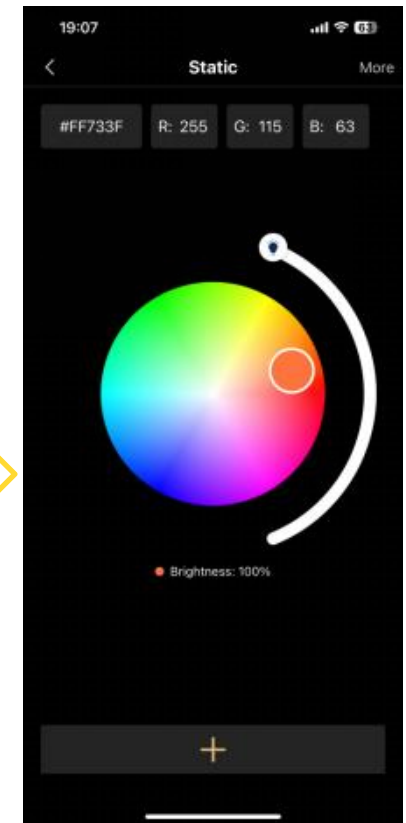 19:07
63
Static
More
#FF733F
R: 255
G: 115
B: 63
Brightness: 100%